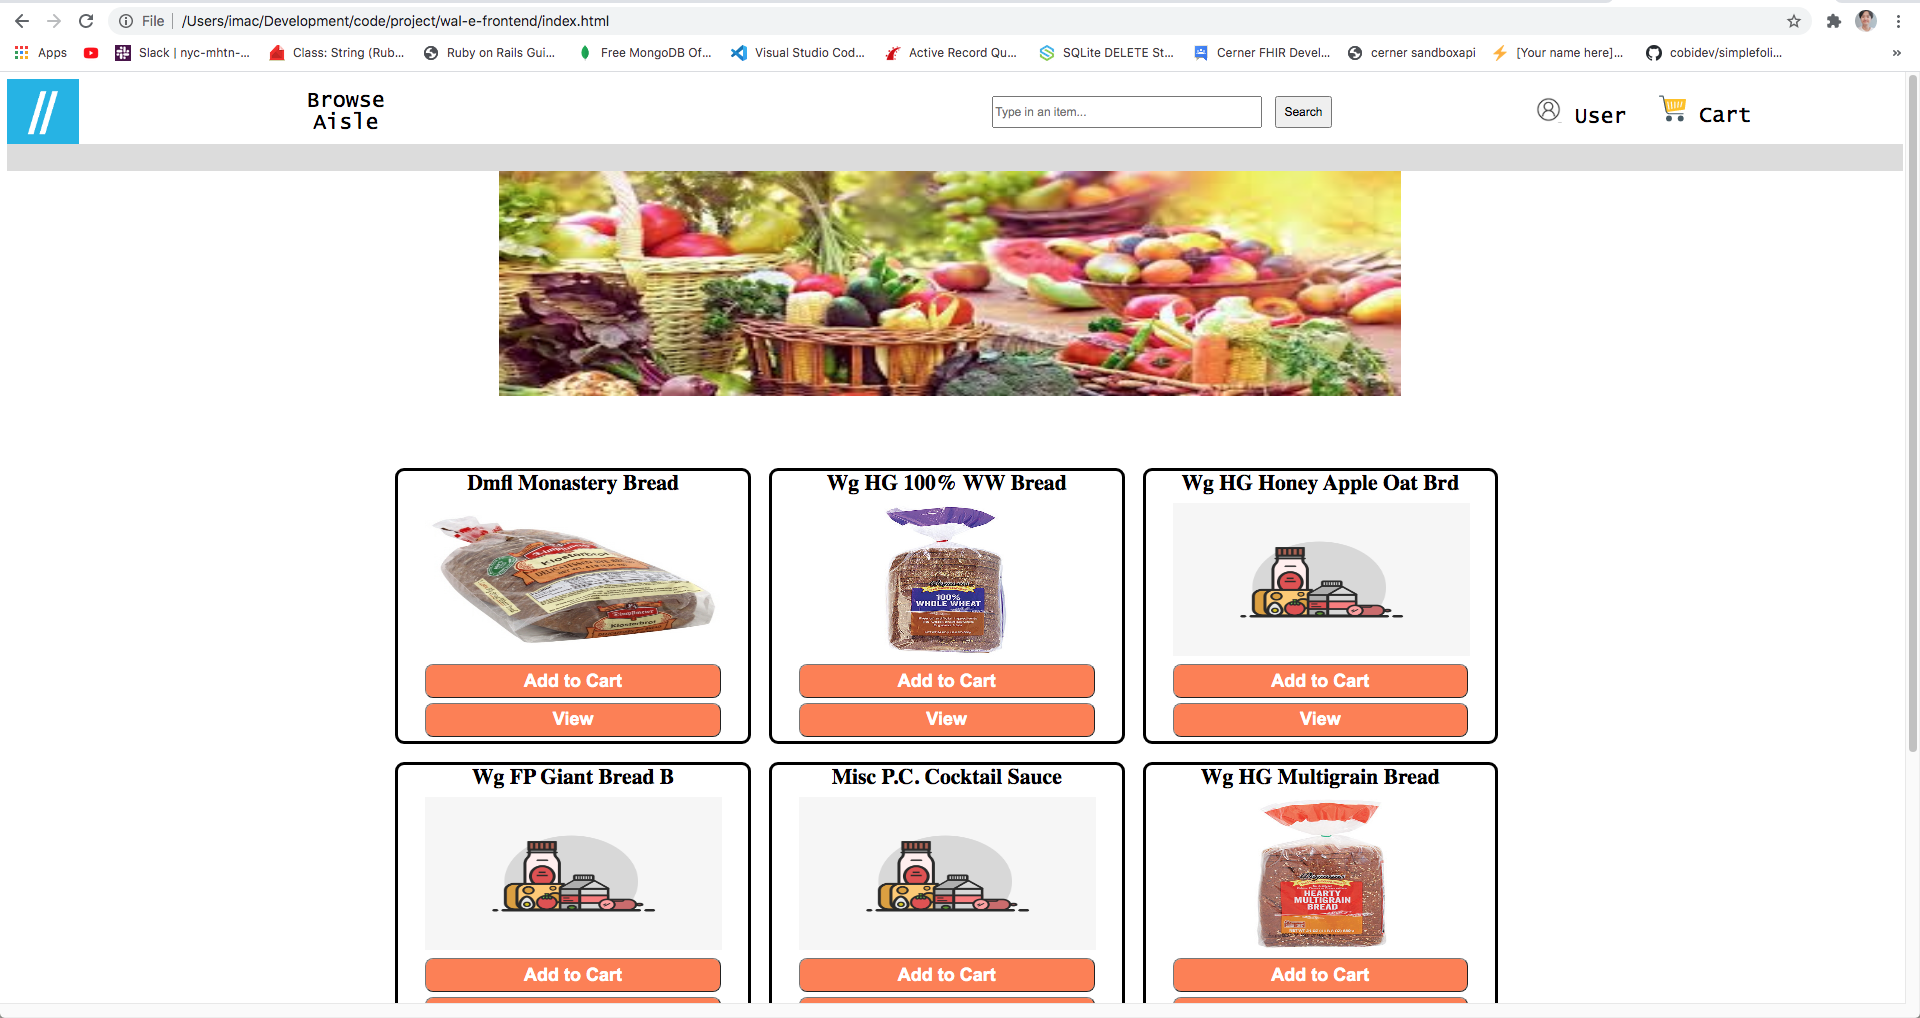 File /Users/imac/Development/code/project/wal-e-frontend/index.html
Apps Slack | nyc-mhtn-... Class: String (Rub... Ruby on Rails Gui... Free MongoDB Of... Visual Studio Cod... Active Record Qu... SQLite DELETE St... Cerner FHIR Devel... cerner sandboxapi [Your name here]... cobidev/simplefoli... »
// Browse
Aisle
Type in an item... Search User Cart
Dmfl Monastery Bread
Klosterbrot
Klosterbrot
Add to Cart
View
Wg HG 100% WW Bread
100%
WHOLE WHEAT
Add to Cart
View
Wg HG Honey Apple Oat Brd
Add to Cart
View
Wg FP Giant Bread B
Add to Cart
Misc P.C. Cocktail Sauce
Add to Cart
Wg HG Multigrain Bread
HEARTY
MULTIGRAIN
BREAD
Add to Cart